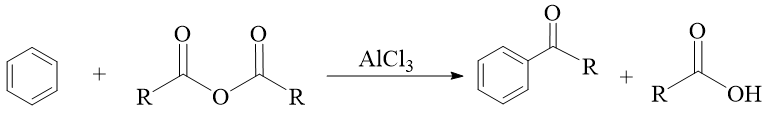 + R O O O R AlCl₃ O R + R O OH